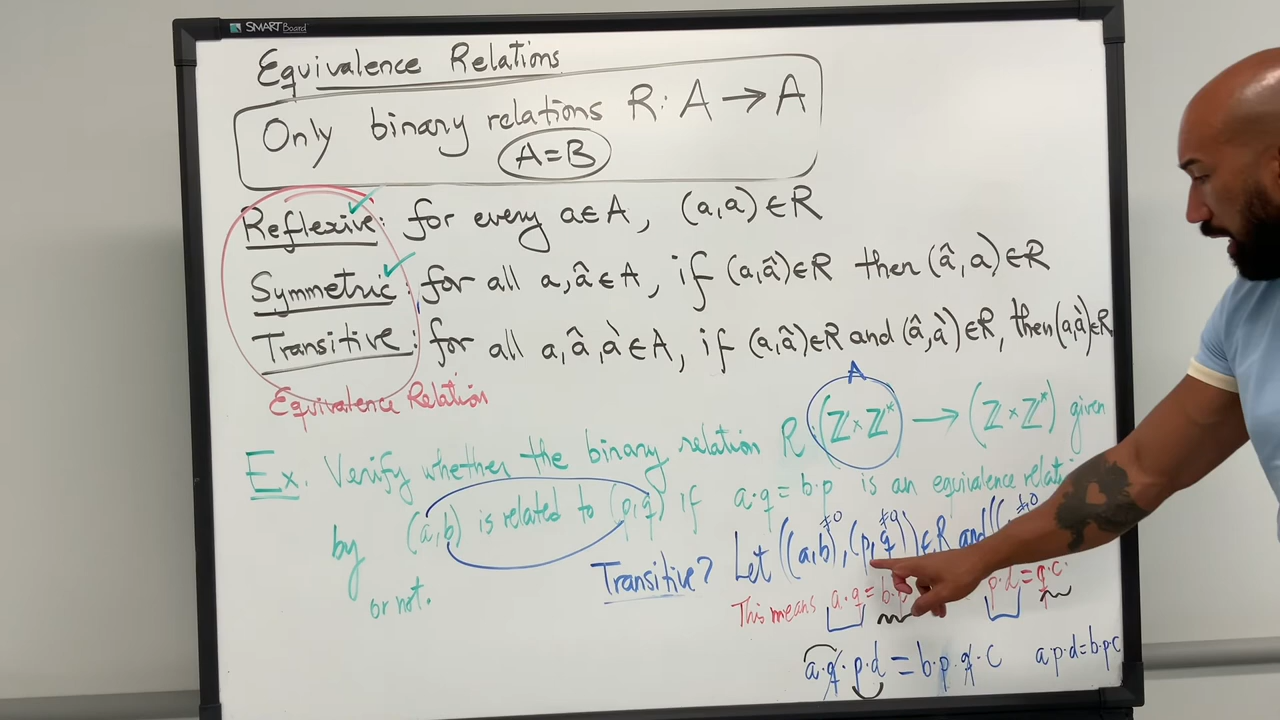 SMART Board
Equivalence Relations
Only binary relations R: A → A
A=B
Reflexive: for every a∈A, (a,a)∈R
Symmetric: for all a,â∈A, if (a,â)∈R then (â,a)∈R
Transitive: for all a,â,à∈A, if (a,â)∈R and (â,à)∈R, then (a,à)∈R
Equivalence Relation
A
Ex. Verify whether the binary relation R: (ℤ×ℤ*) → (ℤ×ℤ*) given
by (a,b) is related to (p,q) if a·q=b·p is an equivalence
or not.
Transitive? Let ((a,b),(p,q))∈R and
≠0 ≠0 ≠0
This means a·q=b·p p·d=q·c.
a·q·p·d=b·p·q·c a·p·d=b·p·c